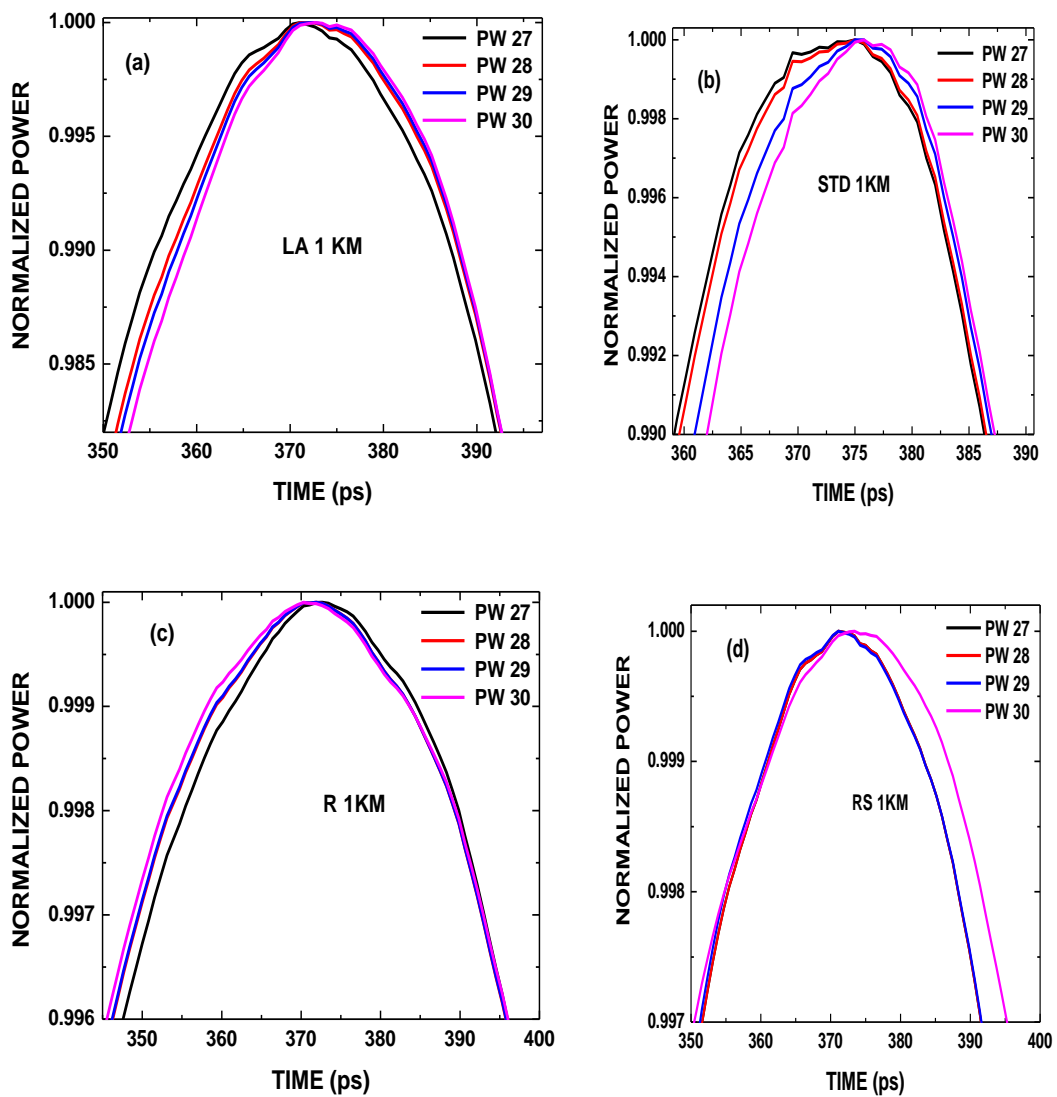 (a)
PW 27
PW 28
PW 29
PW 30
LA 1 KM
1.000
0.995
0.990
0.985
NORMALIZED POWER
350 360 370 380 390
TIME (ps)
(b)
PW 27
PW 28
PW 29
PW 30
STD 1KM
1.000
0.998
0.996
0.994
0.992
0.990
NORMALIZED POWER
360 365 370 375 380 385 390
TIME (ps)
(c)
PW 27
PW 28
PW 29
PW 30
R 1KM
1.000
0.999
0.998
0.997
0.996
NORMALIZED POWER
350 360 370 380 390 400
TIME (ps)
(d)
PW 27
PW 28
PW 29
PW 30
RS 1KM
1.000
0.999
0.998
0.997
NORMALIZED POWER
350 360 370 380 390 400
TIME (ps)